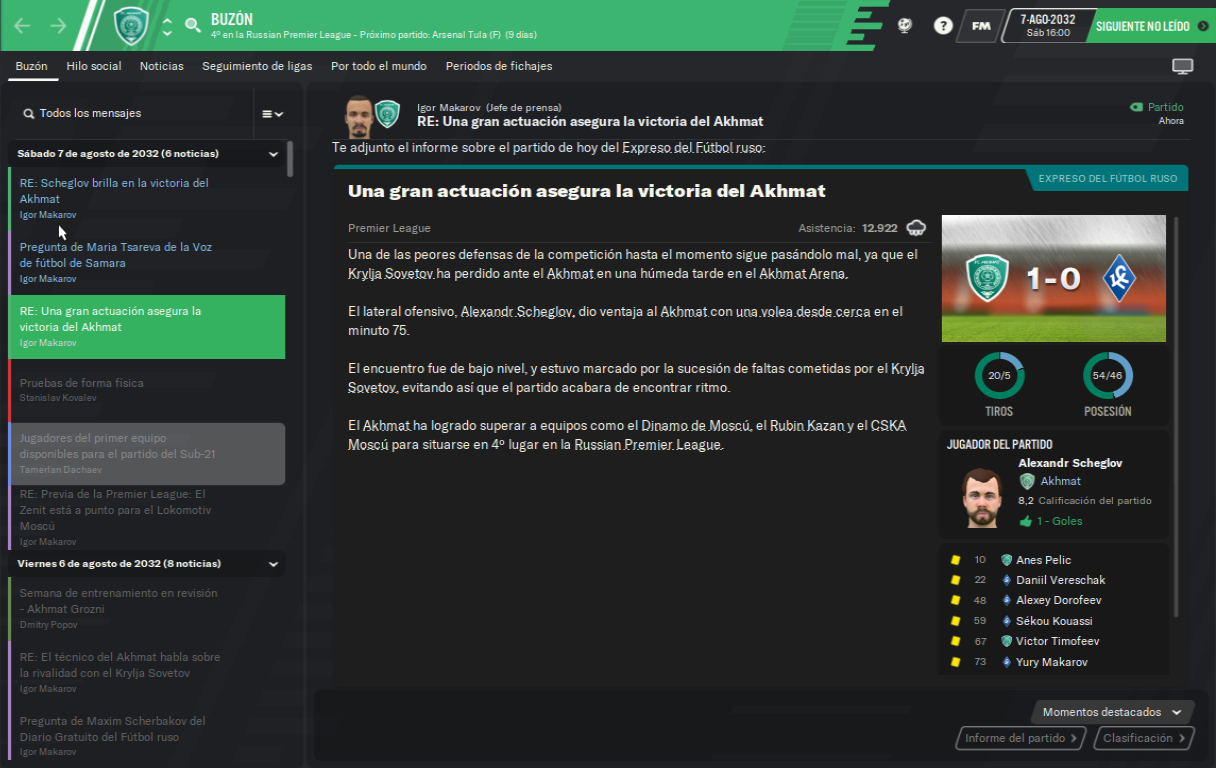 BUZÓN
4º en la Russian Premier League - Próximo partido: Arsenal Tula (F) (9 días)
?
FM
7-AGO-2032
Sáb 16:00
SIGUIENTE NO LEÍDO
Buzón
Hilo social
Noticias
Seguimiento de ligas
Por todo el mundo
Periodos de fichajes
Todos los mensajes
Sábado 7 de agosto de 2032 (6 noticias)
RE: Scheglov brilla en la victoria del
Akhmat
Igor Makarov
Pregunta de Maria Tsareva de la Voz
de fútbol de Samara
Igor Makarov
RE: Una gran actuación asegura la
victoria del Akhmat
Igor Makarov
Pruebas de forma física
Stanislav Kovalev
Jugadores del primer equipo
disponibles para el partido del Sub-21
Tamerlan Dachaev
RE: Previa de la Premier League: El
Zenit está a punto para el Lokomotiv
Moscú
Igor Makarov
Viernes 6 de agosto de 2032 (8 noticias)
Semana de entrenamiento en revisión
- Akhmat Grozni
Dmitry Popov
RE: El técnico del Akhmat habla sobre
la rivalidad con el Krylja Sovetov
Igor Makarov
Pregunta de Maxim Scherbakov del
Diario Gratuito del Fútbol ruso
Igor Makarov
Igor Makarov (Jefe de prensa)
RE: Una gran actuación asegura la victoria del Akhmat
Partido
Ahora
Te adjunto el informe sobre el partido de hoy del Expreso del Fútbol ruso:
EXPRESO DEL FÚTBOL RUSO
Una gran actuación asegura la victoria del Akhmat
Premier League
Asistencia: 12.922
Una de las peores defensas de la competición hasta el momento sigue pasándolo mal, ya que el
Krylja Sovetov ha perdido ante el Akhmat en una húmeda tarde en el Akhmat Arena.
El lateral ofensivo, Alexandr Scheglov, dio ventaja al Akhmat con una volea desde cerca en el
minuto 75.
El encuentro fue de bajo nivel, y estuvo marcado por la sucesión de faltas cometidas por el Krylja
Sovetov, evitando así que el partido acabara de encontrar ritmo.
El Akhmat ha logrado superar a equipos como el Dinamo de Moscú, el Rubin Kazan y el CSKA
Moscú para situarse en 4º lugar en la Russian Premier League.
1-0
20/5
TIROS
54/46
POSESIÓN
JUGADOR DEL PARTIDO
Alexandr Scheglov
Akhmat
8,2 Calificación del partido
1 - Goles
10 Anes Pelic
22 Daniil Vereschak
48 Alexey Dorofeev
59 Sékou Kouassi
67 Victor Timofeev
73 Yury Makarov
Momentos destacados
Informe del partido
Clasificación